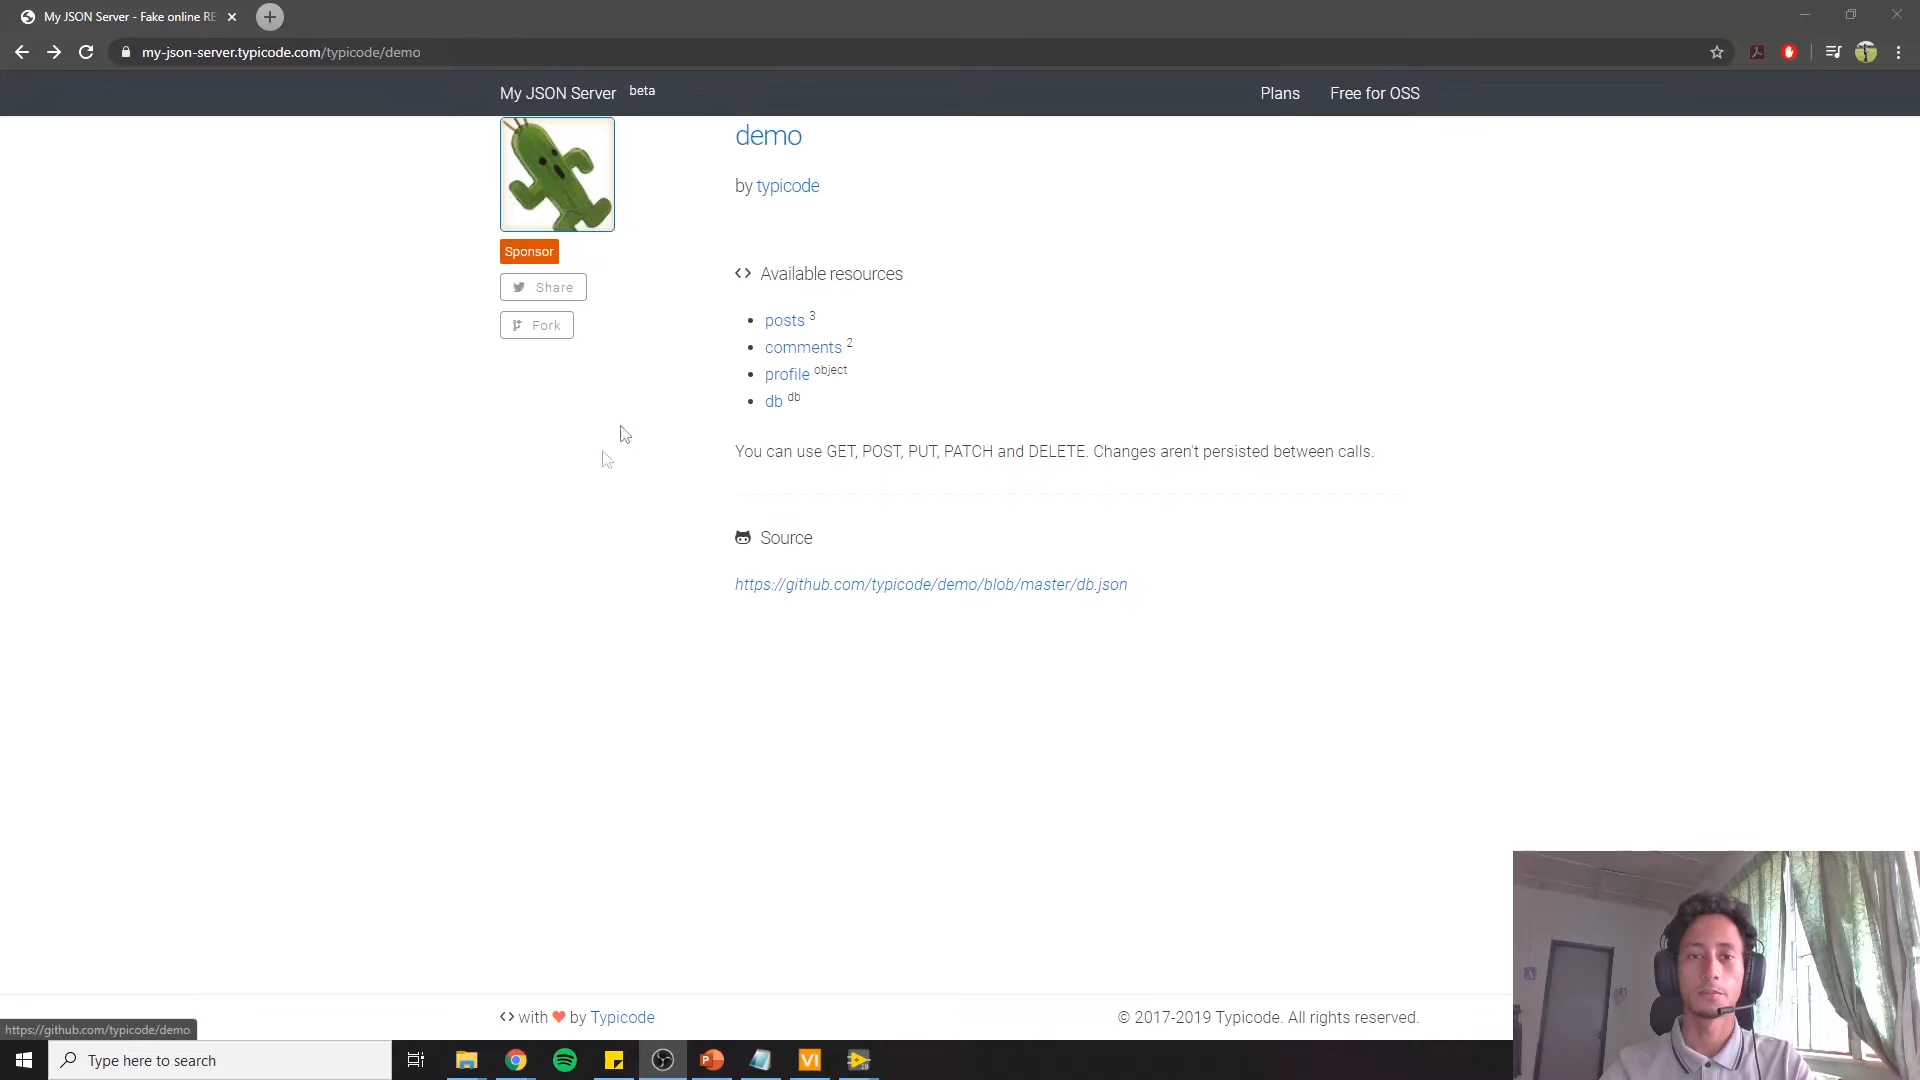 My JSON Server - Fake online RE
my-json-server.typicode.com/typicode/demo
My JSON Server beta
Plans
Free for OSS
demo
by typicode
Sponsor
Share
Fork
<> Available resources
posts 3
comments 2
profile object
db db
You can use GET, POST, PUT, PATCH and DELETE. Changes aren't persisted between calls.
Source
https://github.com/typicode/demo/blob/master/db.json
<> with ❤ by Typicode
© 2017-2019 Typicode. All rights reserved.
https://github.com/typicode/demo
Type here to search
VI